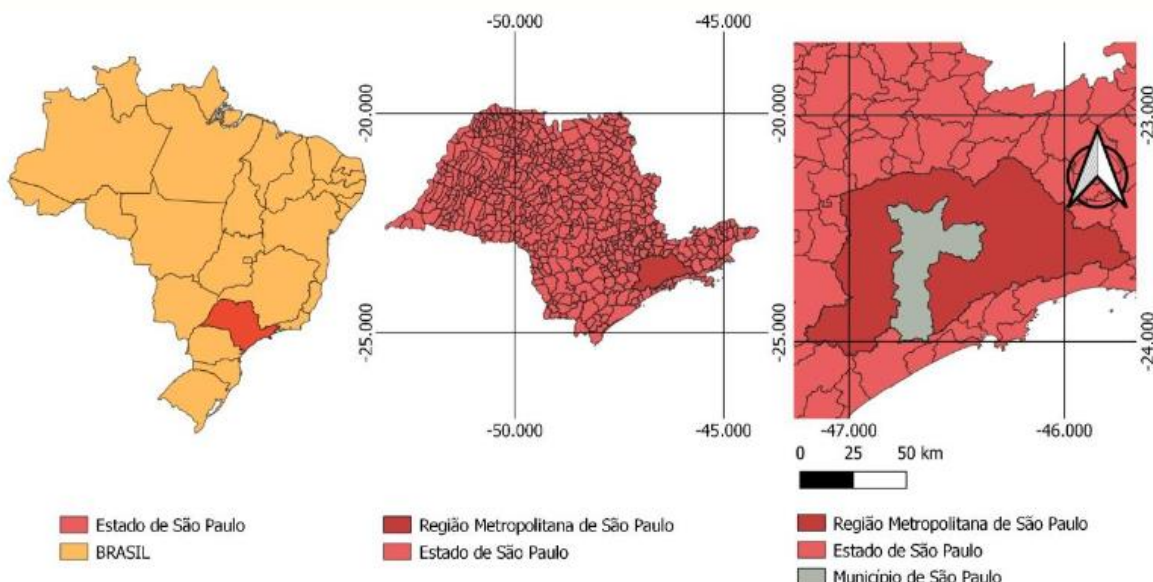 -50.000 -45.000
-20.000
-25.000
-20.000
-25.000
-50.000 -45.000
-23.000
-24.000
-47.000 -46.000
0 25 50 km
Estado de São Paulo
BRASIL
Região Metropolitana de São Paulo
Estado de São Paulo
Região Metropolitana de São Paulo
Estado de São Paulo
Município de São Paulo